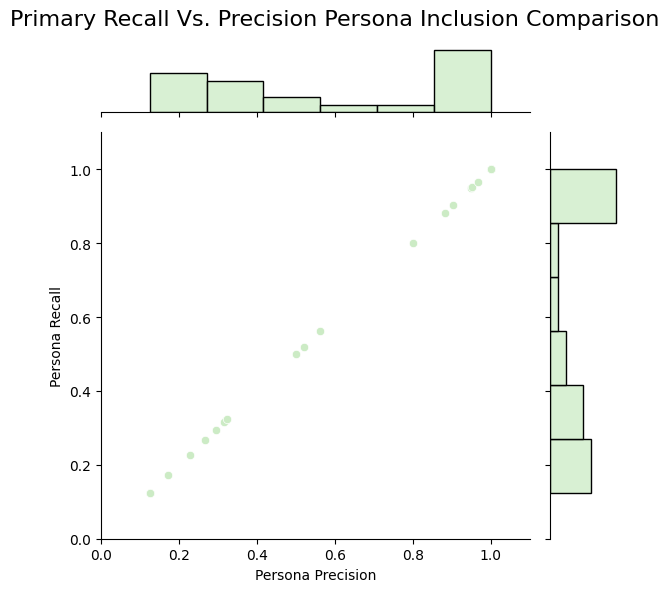 Primary Recall Vs. Precision Persona Inclusion Comparison
1.0
0.8
0.6
0.4
0.2
0.0
Persona Recall
0.0 0.2 0.4 0.6 0.8 1.0
Persona Precision